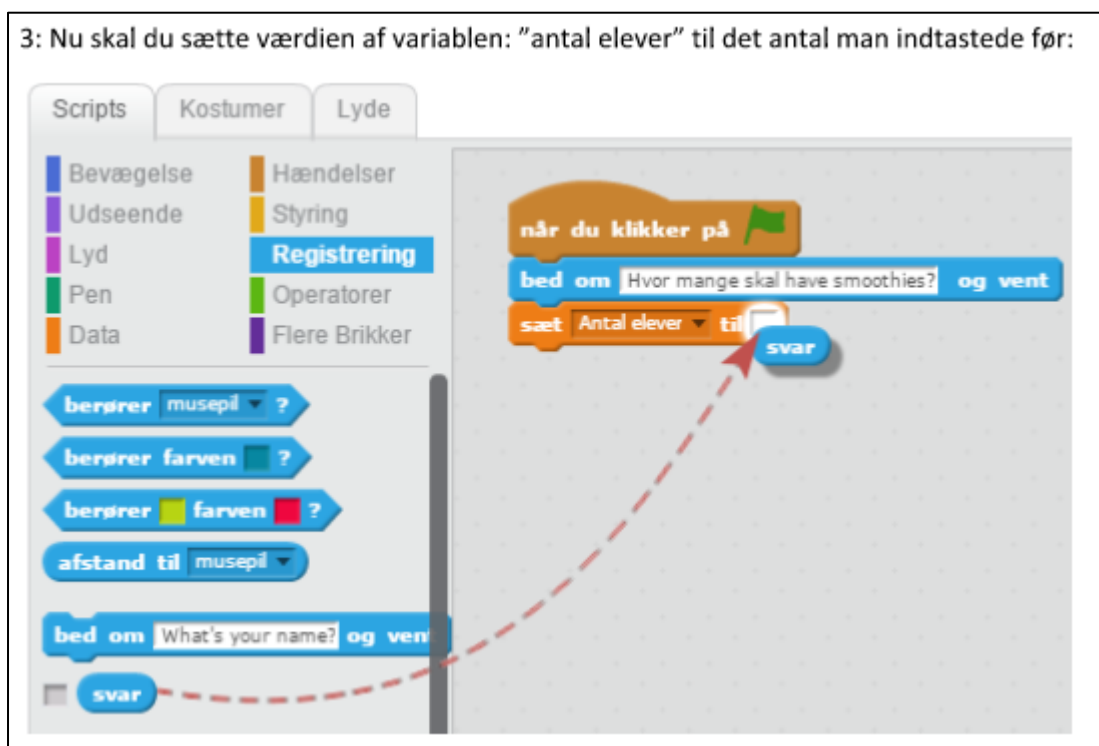 3: Nu skal du sætte værdien af variablen: ”antal elever” til det antal man indtastede før:
Scripts Kostumer Lyde
Bevægelse Hændelser
Udseende Styring
Lyd Registrering
Pen Operatorer
Data Flere Brikker
berører musepil ?
berører farven ?
berører farven ?
afstand til musepil
bed om What's your name? og vent
svar
når du klikker på
bed om Hvor mange skal have smoothies? og vent
sæt Antal elever til
svar